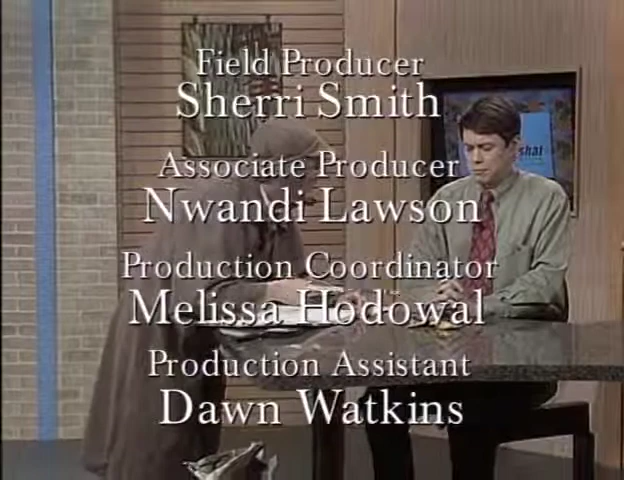 Field Producer
Sherri Smith
Associate Producer
Nwandi Lawson
Production Coordinator
Melissa Hodowal
Production Assistant
Dawn Watkins